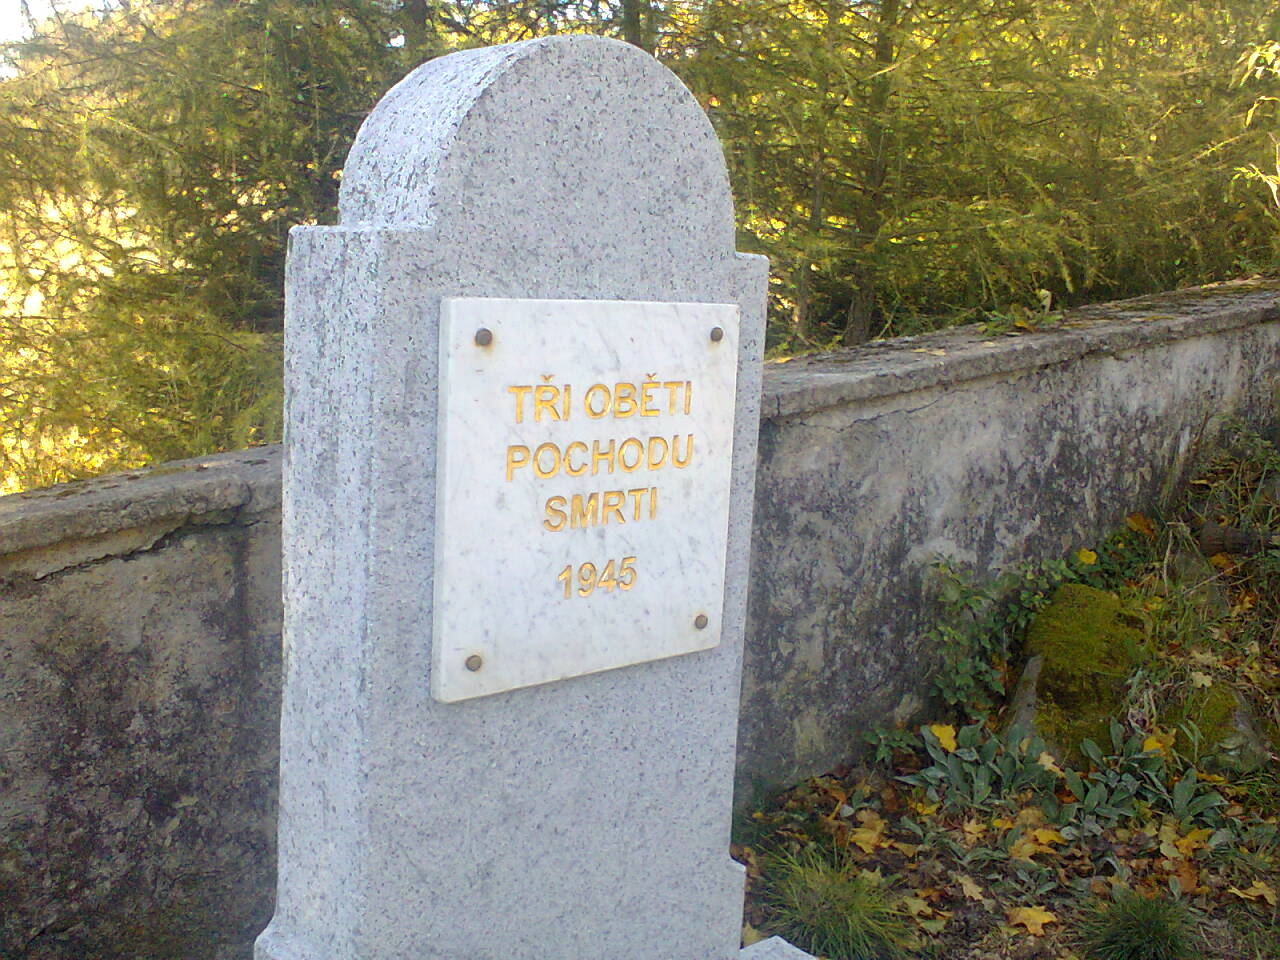 TŘI OBĚTI
POCHODU
SMRTI
1945